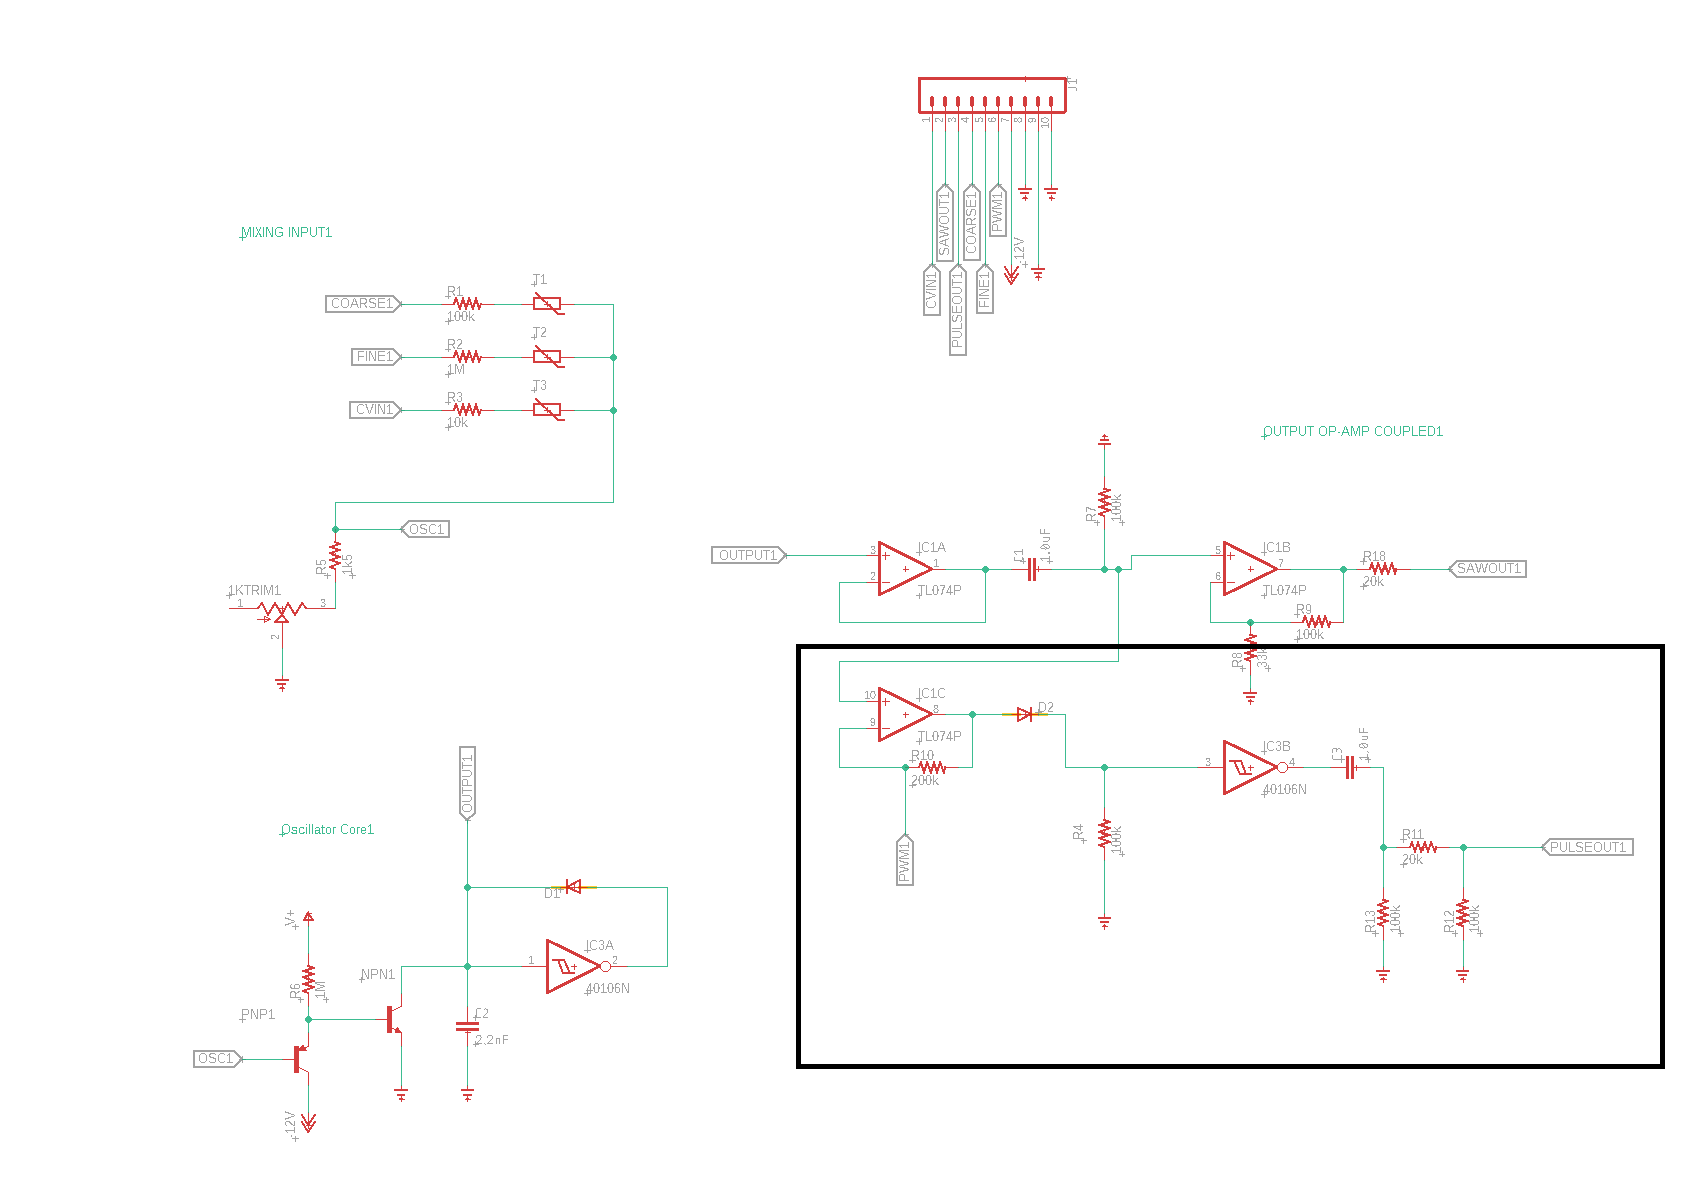 J1
1 2 3 4 5 6 7 8 9 10
SAWOUT1
COARSE1
PWM1
-12V
CVIN1
PULSEOUT1
FINE1
MIXING INPUT1
COARSE1
R1
100k
T1
FINE1
R2
1M
T2
CVIN1
R3
10k
T3
OSC1
R5
1k5
1KTRIM1
1
3
2
OUTPUT OP-AMP COUPLED1
OUTPUT1
3
2
1
IC1A
TL074P
C1
1.0uF
R7
100k
5
6
7
IC1B
TL074P
R18
20k
SAWOUT1
R9
100k
R8
33k
10
9
8
IC1C
TL074P
R10
200k
PWM1
D2
R4
100k
3
4
IC3B
40106N
C3
1.0uF
R11
20k
PULSEOUT1
R13
100k
R12
100k
Oscillator Core1
OUTPUT1
D1
1
2
IC3A
40106N
V+
R6
1M
NPN1
PNP1
C2
2.2nF
OSC1
+12V